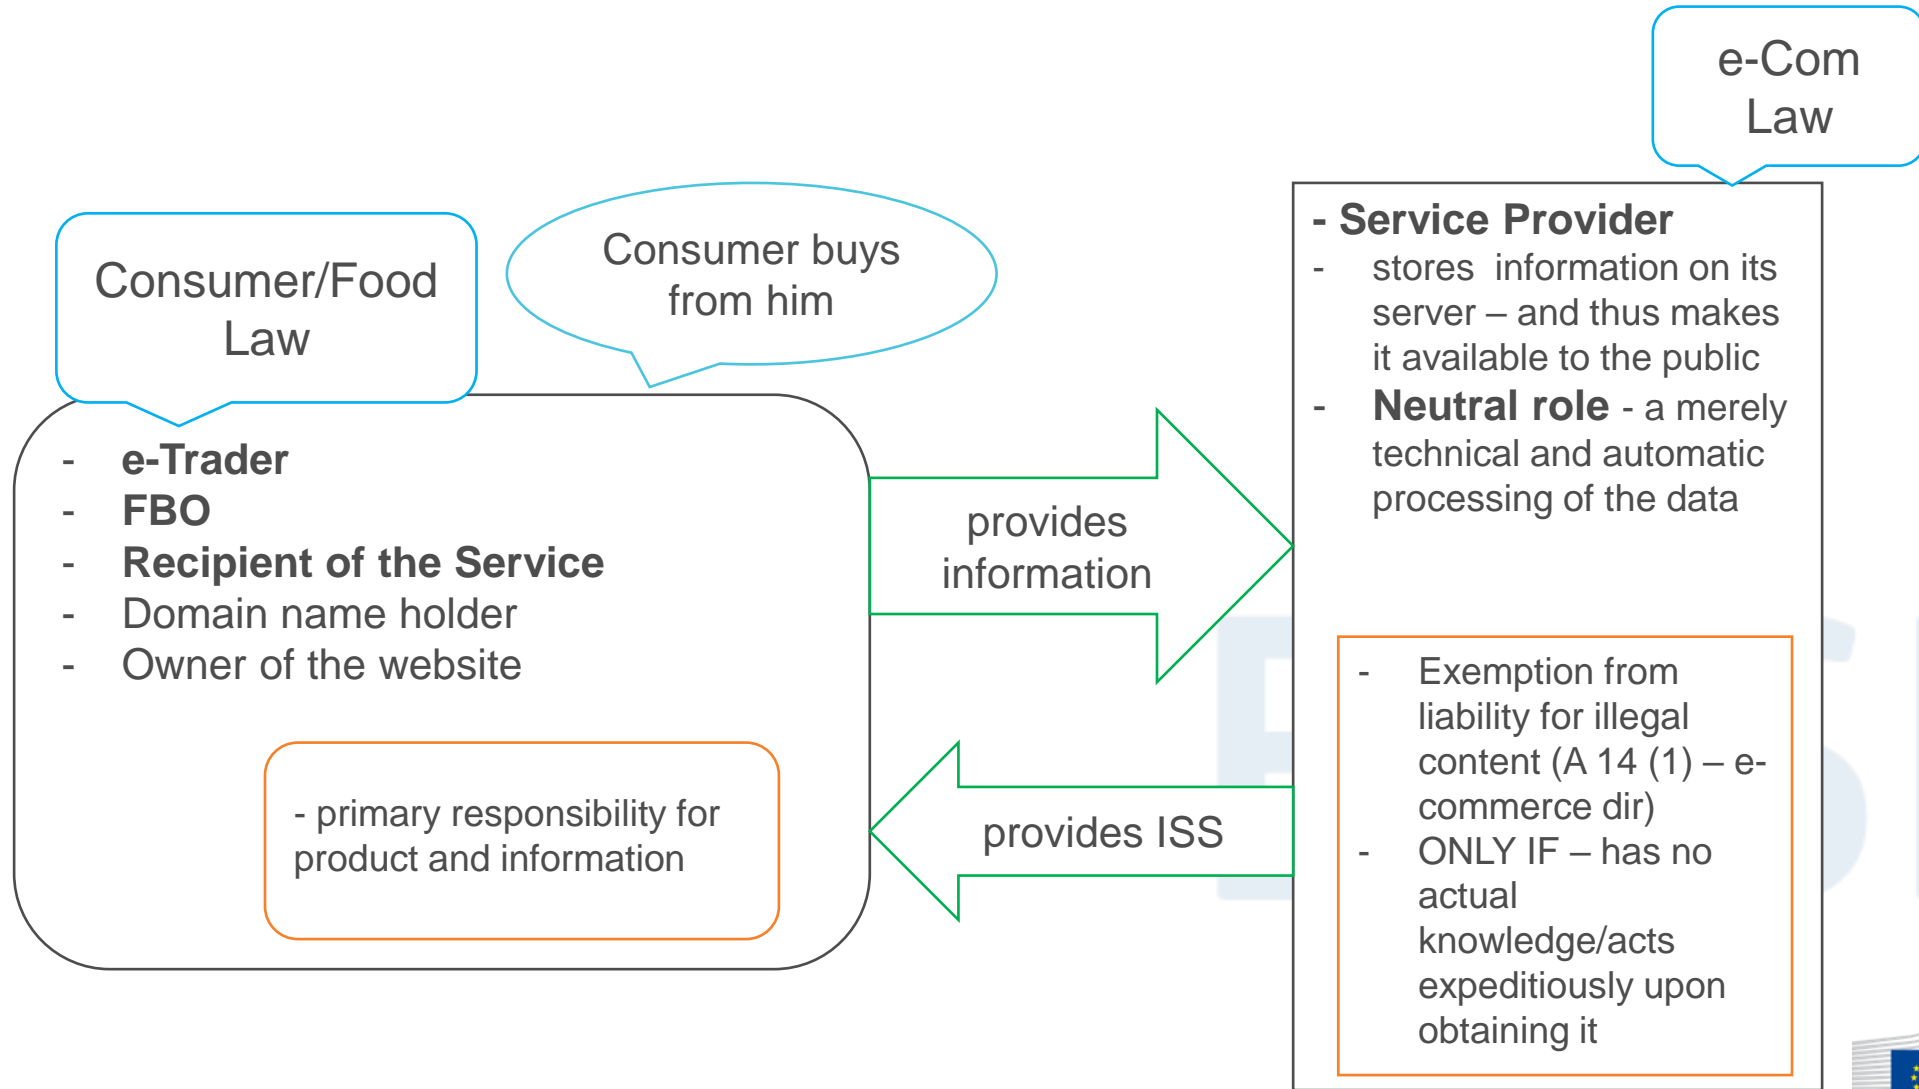 e-Com
Law
Consumer/Food
Law
Consumer buys
from him
- e-Trader
- FBO
- Recipient of the Service
- Domain name holder
- Owner of the website
- primary responsibility for
product and information
provides
information
provides ISS
- Service Provider
- stores information on its
server – and thus makes
it available to the public
- Neutral role - a merely
technical and automatic
processing of the data
- Exemption from
liability for illegal
content (A 14 (1) – e-
commerce dir)
- ONLY IF – has no
actual
knowledge/acts
expeditiously upon
obtaining it